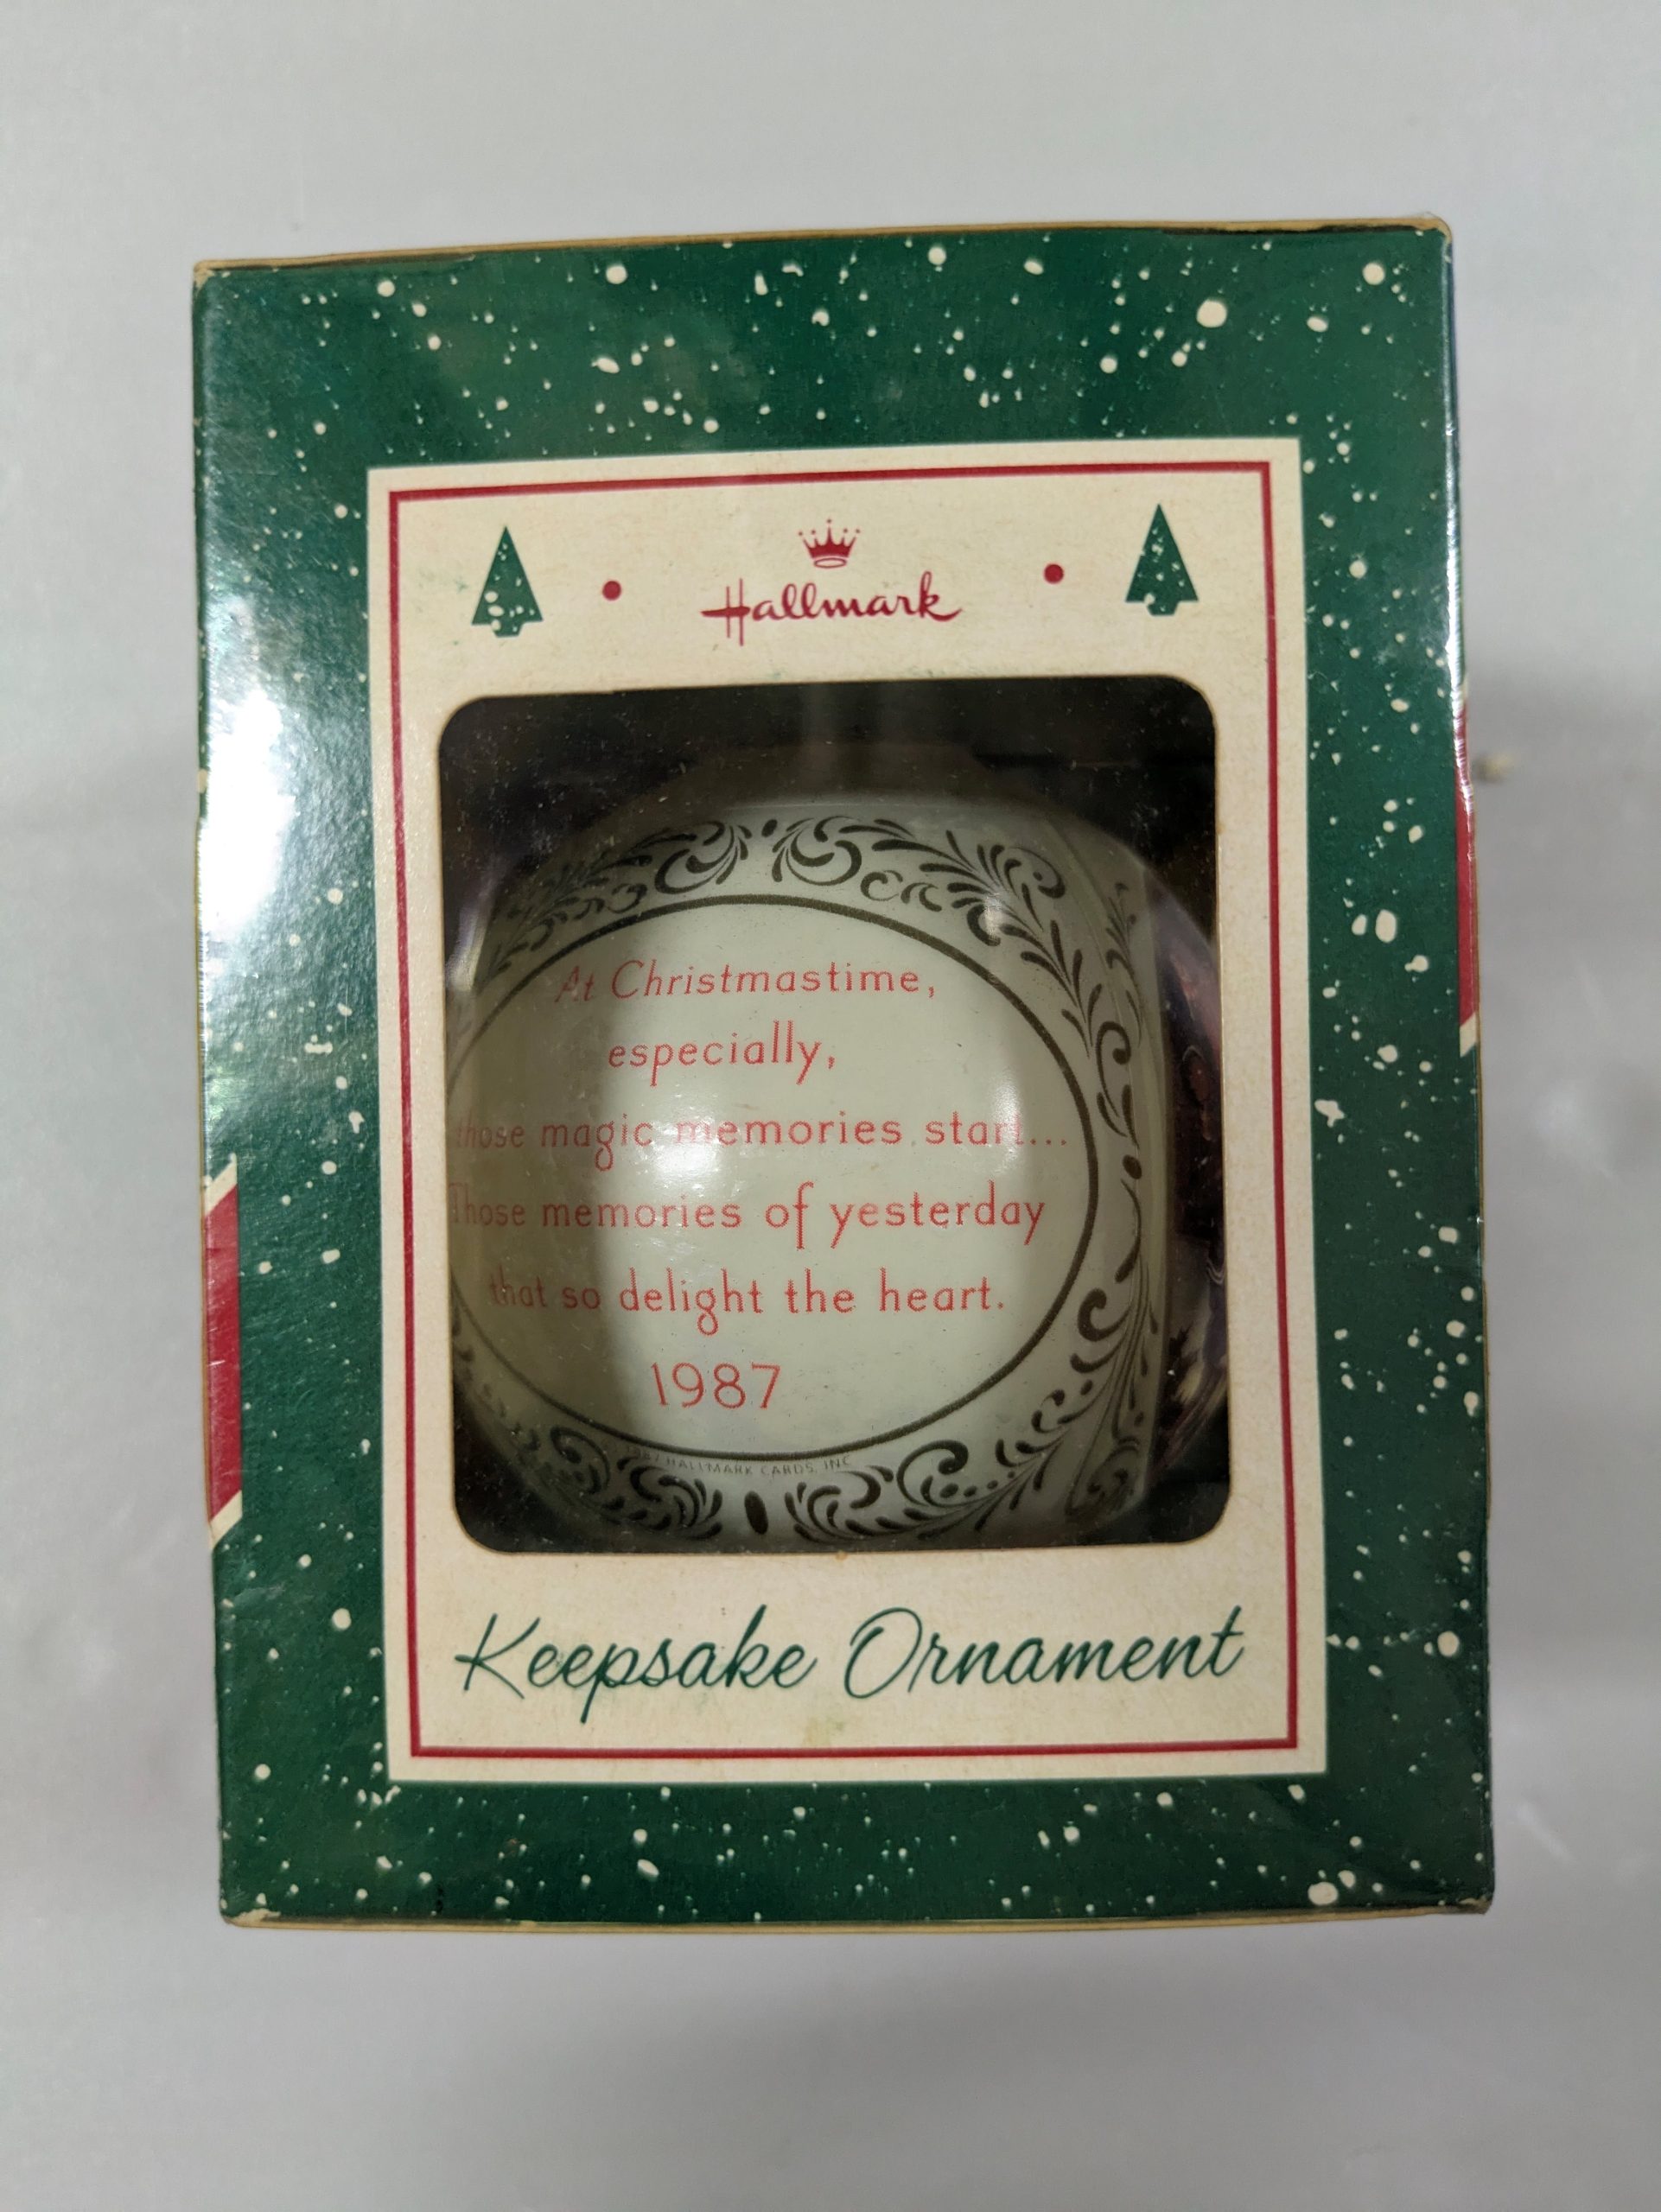 Hallmark
At Christmastime,
especially,
those magic memories start...
Those memories of yesterday
that so delight the heart.
1987
1987 HALLMARK CARDS, INC.
Keepsake Ornament